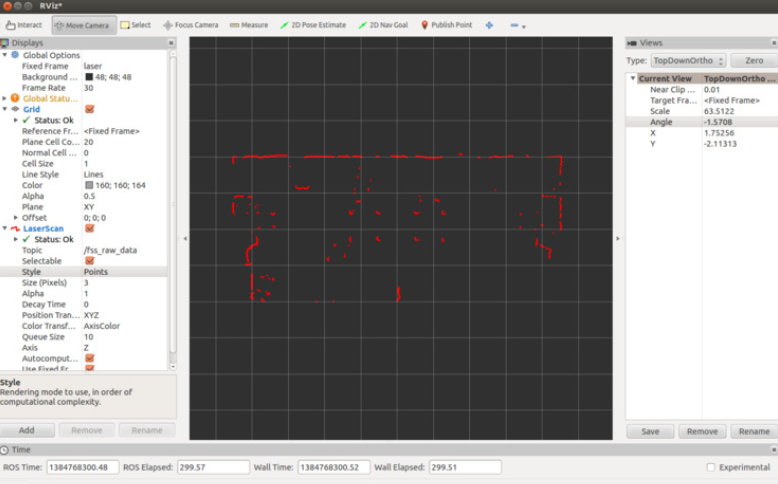 RViz*
Interact Move Camera Select Focus Camera Measure 2D Pose Estimate 2D Nav Goal Publish Point
Displays
Global Options
Fixed Frame laser
Background ... 48; 48; 48
Frame Rate 30
Global Statu...
Grid
Status: Ok
Reference Fr... <Fixed Frame>
Plane Cell Co... 20
Normal Cell ... 0
Cell Size 1
Line Style Lines
Color 160; 160; 164
Alpha 0.5
Plane XY
Offset 0; 0; 0
LaserScan
Status: Ok
Topic /fss_raw_data
Selectable
Style Points
Size (Pixels) 3
Alpha 1
Decay Time 0
Position Tran... XYZ
Color Transf... AxisColor
Queue Size 10
Axis Z
Autocomput...
Use Fixed Fr...
Style
Rendering mode to use, in order of
computational complexity.
Add Remove Rename
Views
Type: TopDownOrtho Zero
Current View TopDownOrtho ...
Near Clip ... 0.01
Target Fra... <Fixed Frame>
Scale 63.5122
Angle -1.5708
X 1.75256
Y -2.11313
Save Remove Rename
Time
ROS Time: 1384768300.48 ROS Elapsed: 299.57 Wall Time: 1384768300.52 Wall Elapsed: 299.51 Experimental